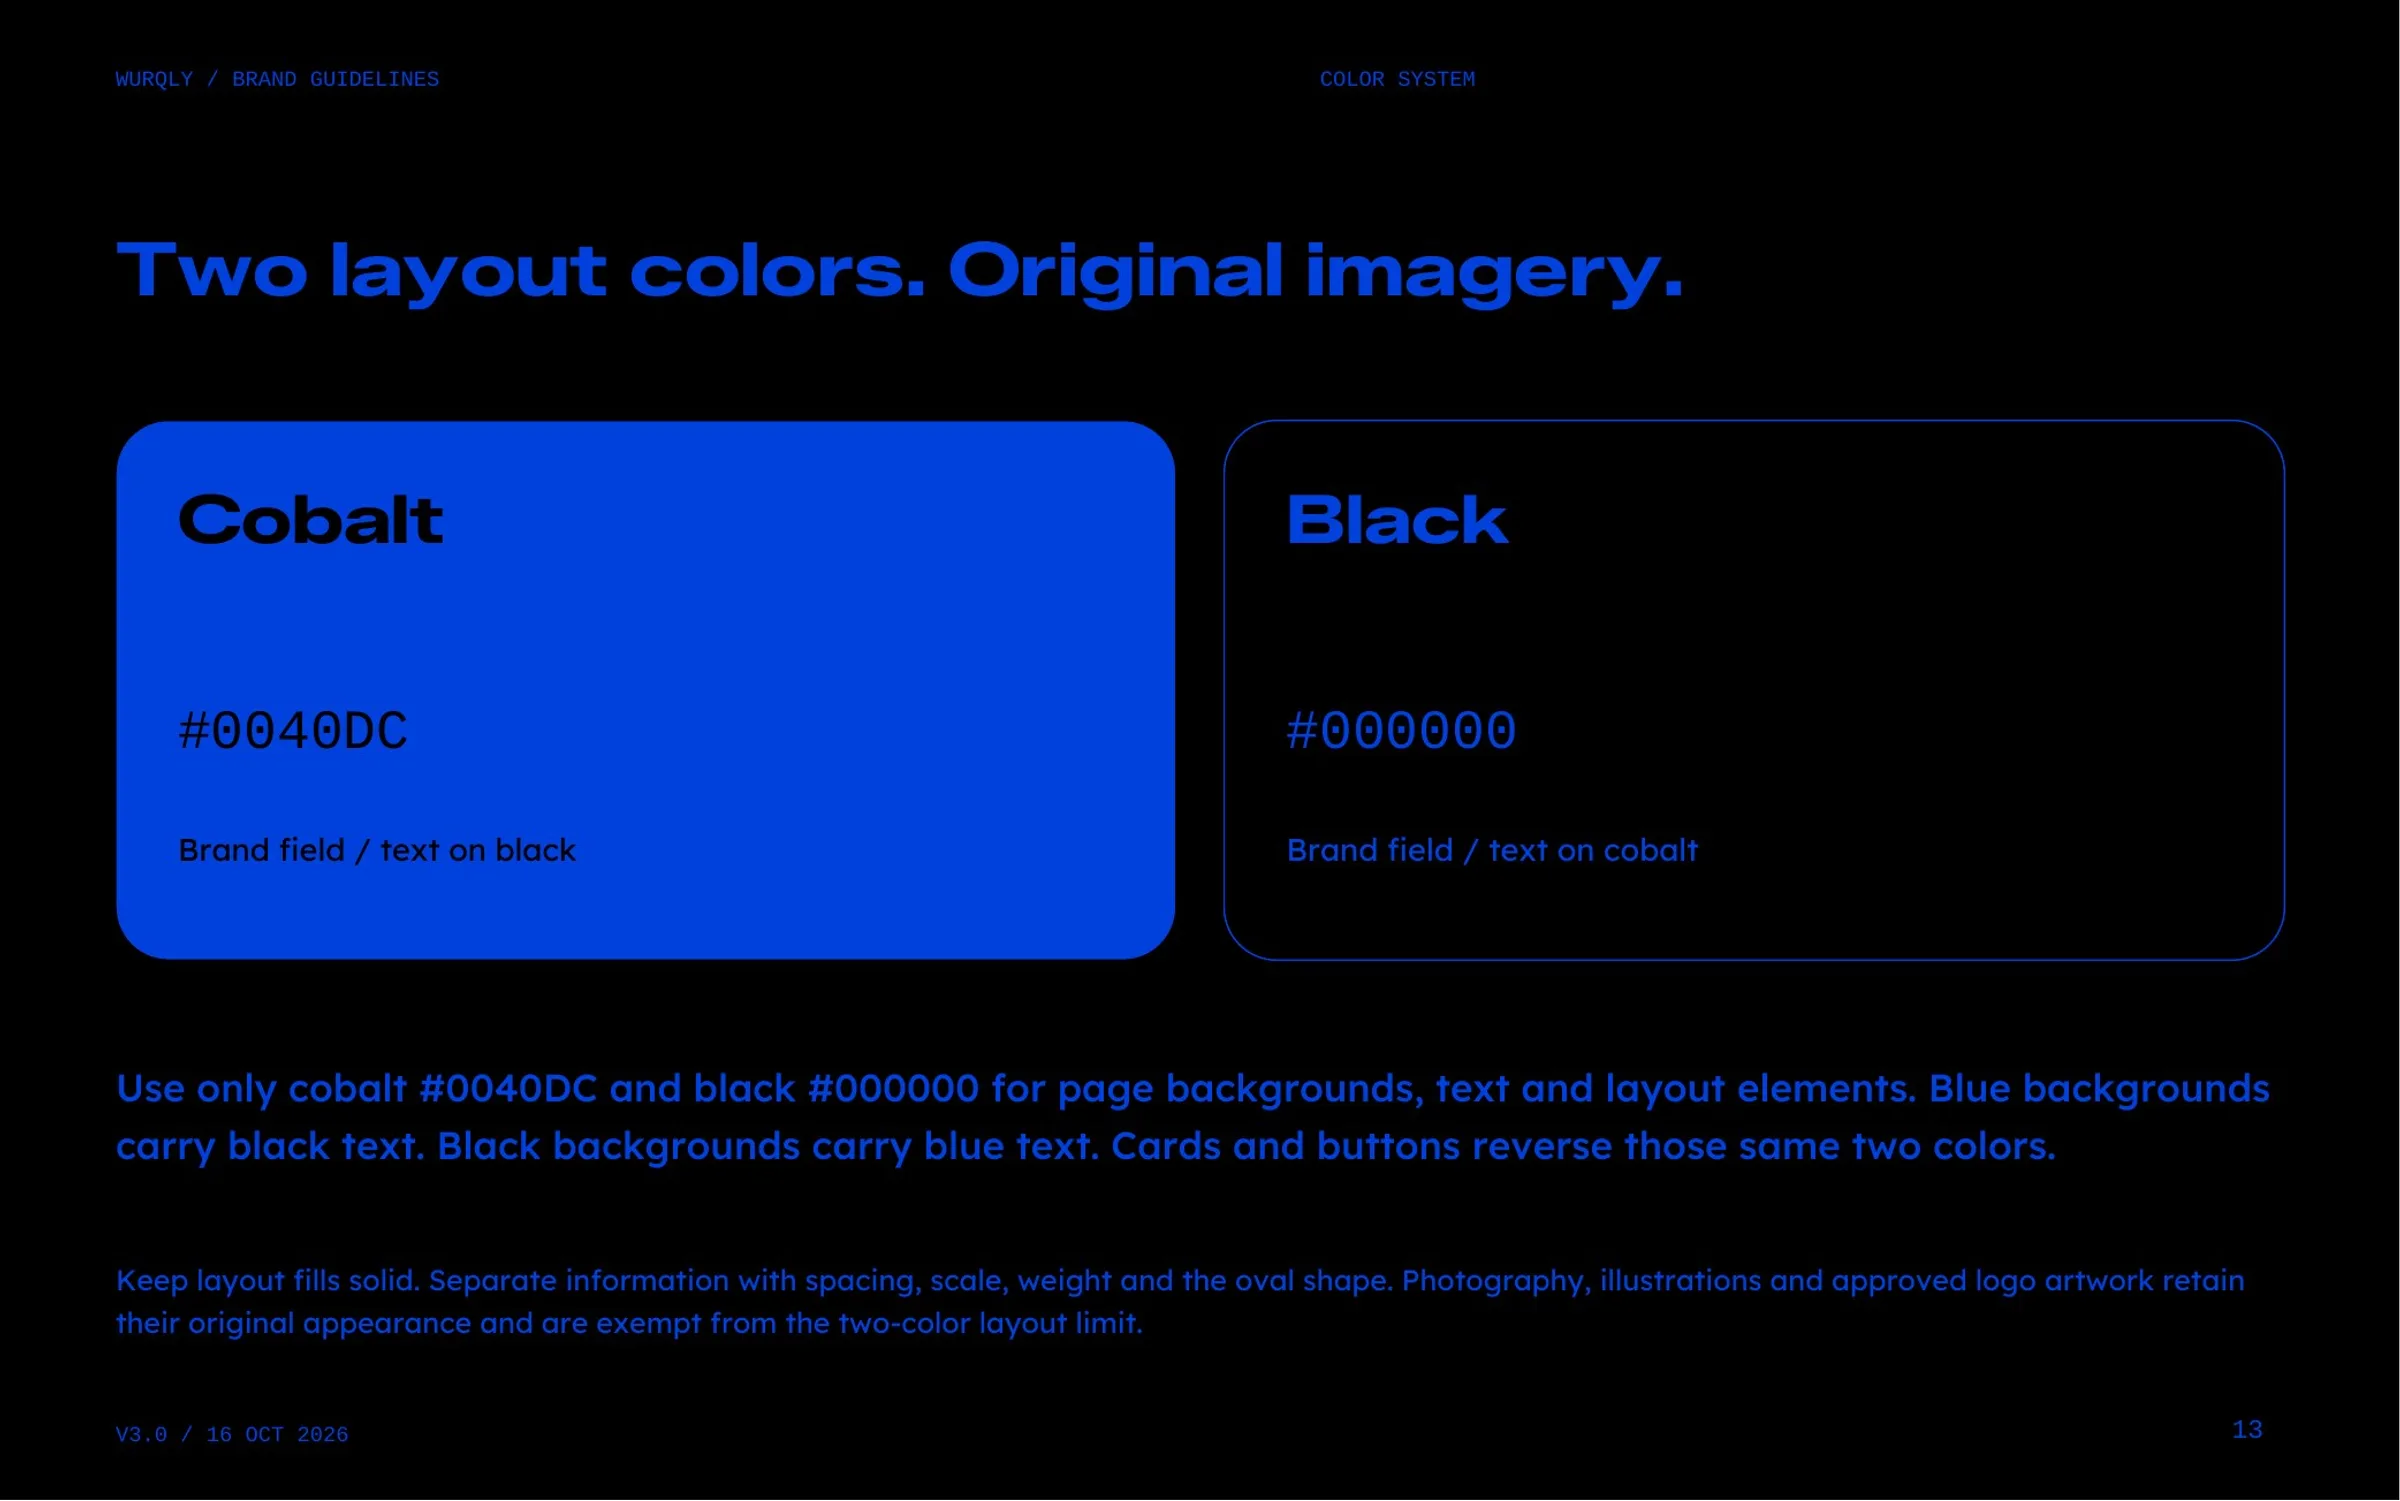 WURQLY / BRAND GUIDELINES
COLOR SYSTEM
Two layout colors. Original imagery.
Cobalt
#0040DC
Brand field / text on black
Black
#000000
Brand field / text on cobalt
Use only cobalt #0040DC and black #000000 for page backgrounds, text and layout elements. Blue backgrounds
carry black text. Black backgrounds carry blue text. Cards and buttons reverse those same two colors.
Keep layout fills solid. Separate information with spacing, scale, weight and the oval shape. Photography, illustrations and approved logo artwork retain
their original appearance and are exempt from the two-color layout limit.
V3.0 / 16 OCT 2026
13